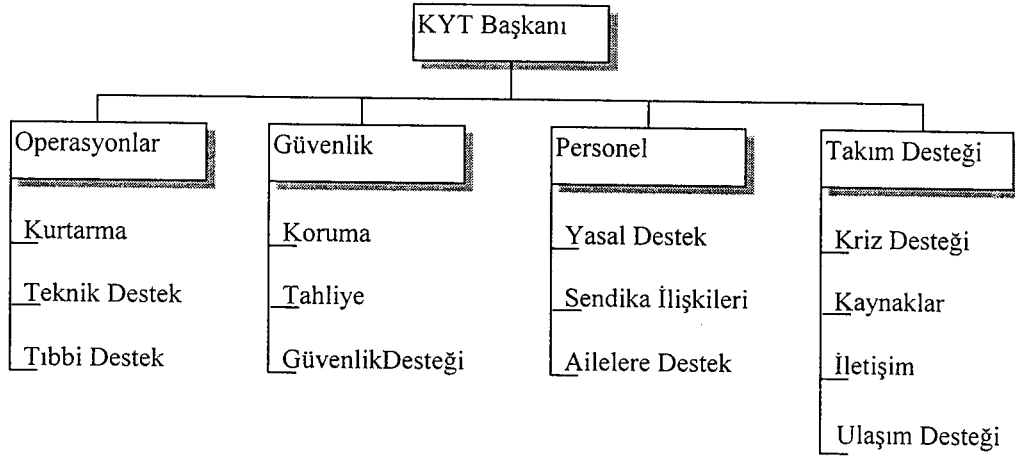 KYT Başkanı
Operasyonlar
Kurtarma
Teknik Destek
Tıbbi Destek
Güvenlik
Koruma
Tahliye
GüvenlikDesteği
Personel
Yasal Destek
Sendika İlişkileri
Ailelere Destek
Takım Desteği
Kriz Desteği
Kaynaklar
İletişim
Ulaşım Desteği